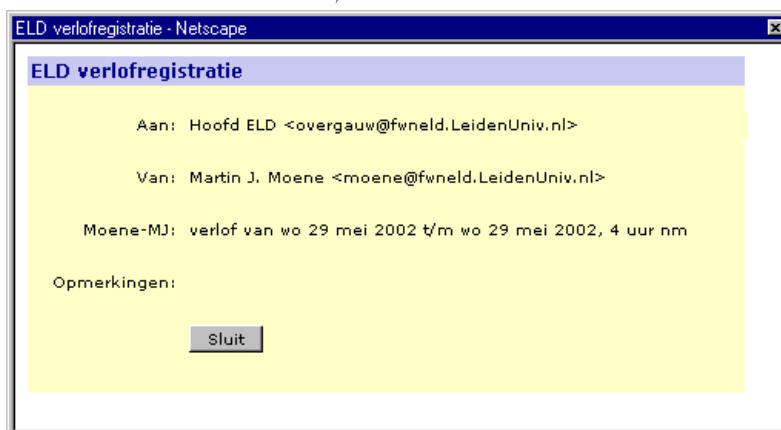 ELD verlofregistratie - Netscape
ELD verlofregistratie
Aan: Hoofd ELD <overgauw@fwneld.LeidenUniv.nl>
Van: Martin J. Moene <moene@fwneld.LeidenUniv.nl>
Moene-MJ: verlof van wo 29 mei 2002 t/m wo 29 mei 2002, 4 uur nm
Opmerkingen:
Sluit